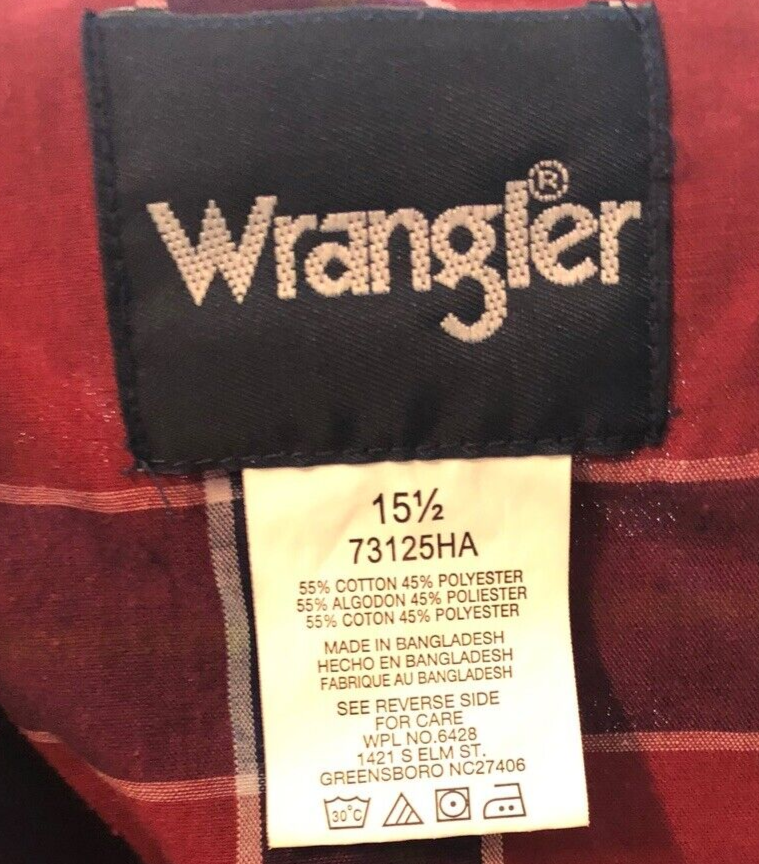 Wrangler®
15½
73125HA
55% COTTON 45% POLYESTER
55% ALGODON 45% POLIESTER
55% COTON 45% POLYESTER
MADE IN BANGLADESH
HECHO EN BANGLADESH
FABRIQUE AU BANGLADESH
SEE REVERSE SIDE
FOR CARE
WPL NO.6428
1421 S ELM ST.
GREENSBORO NC27406
30°C